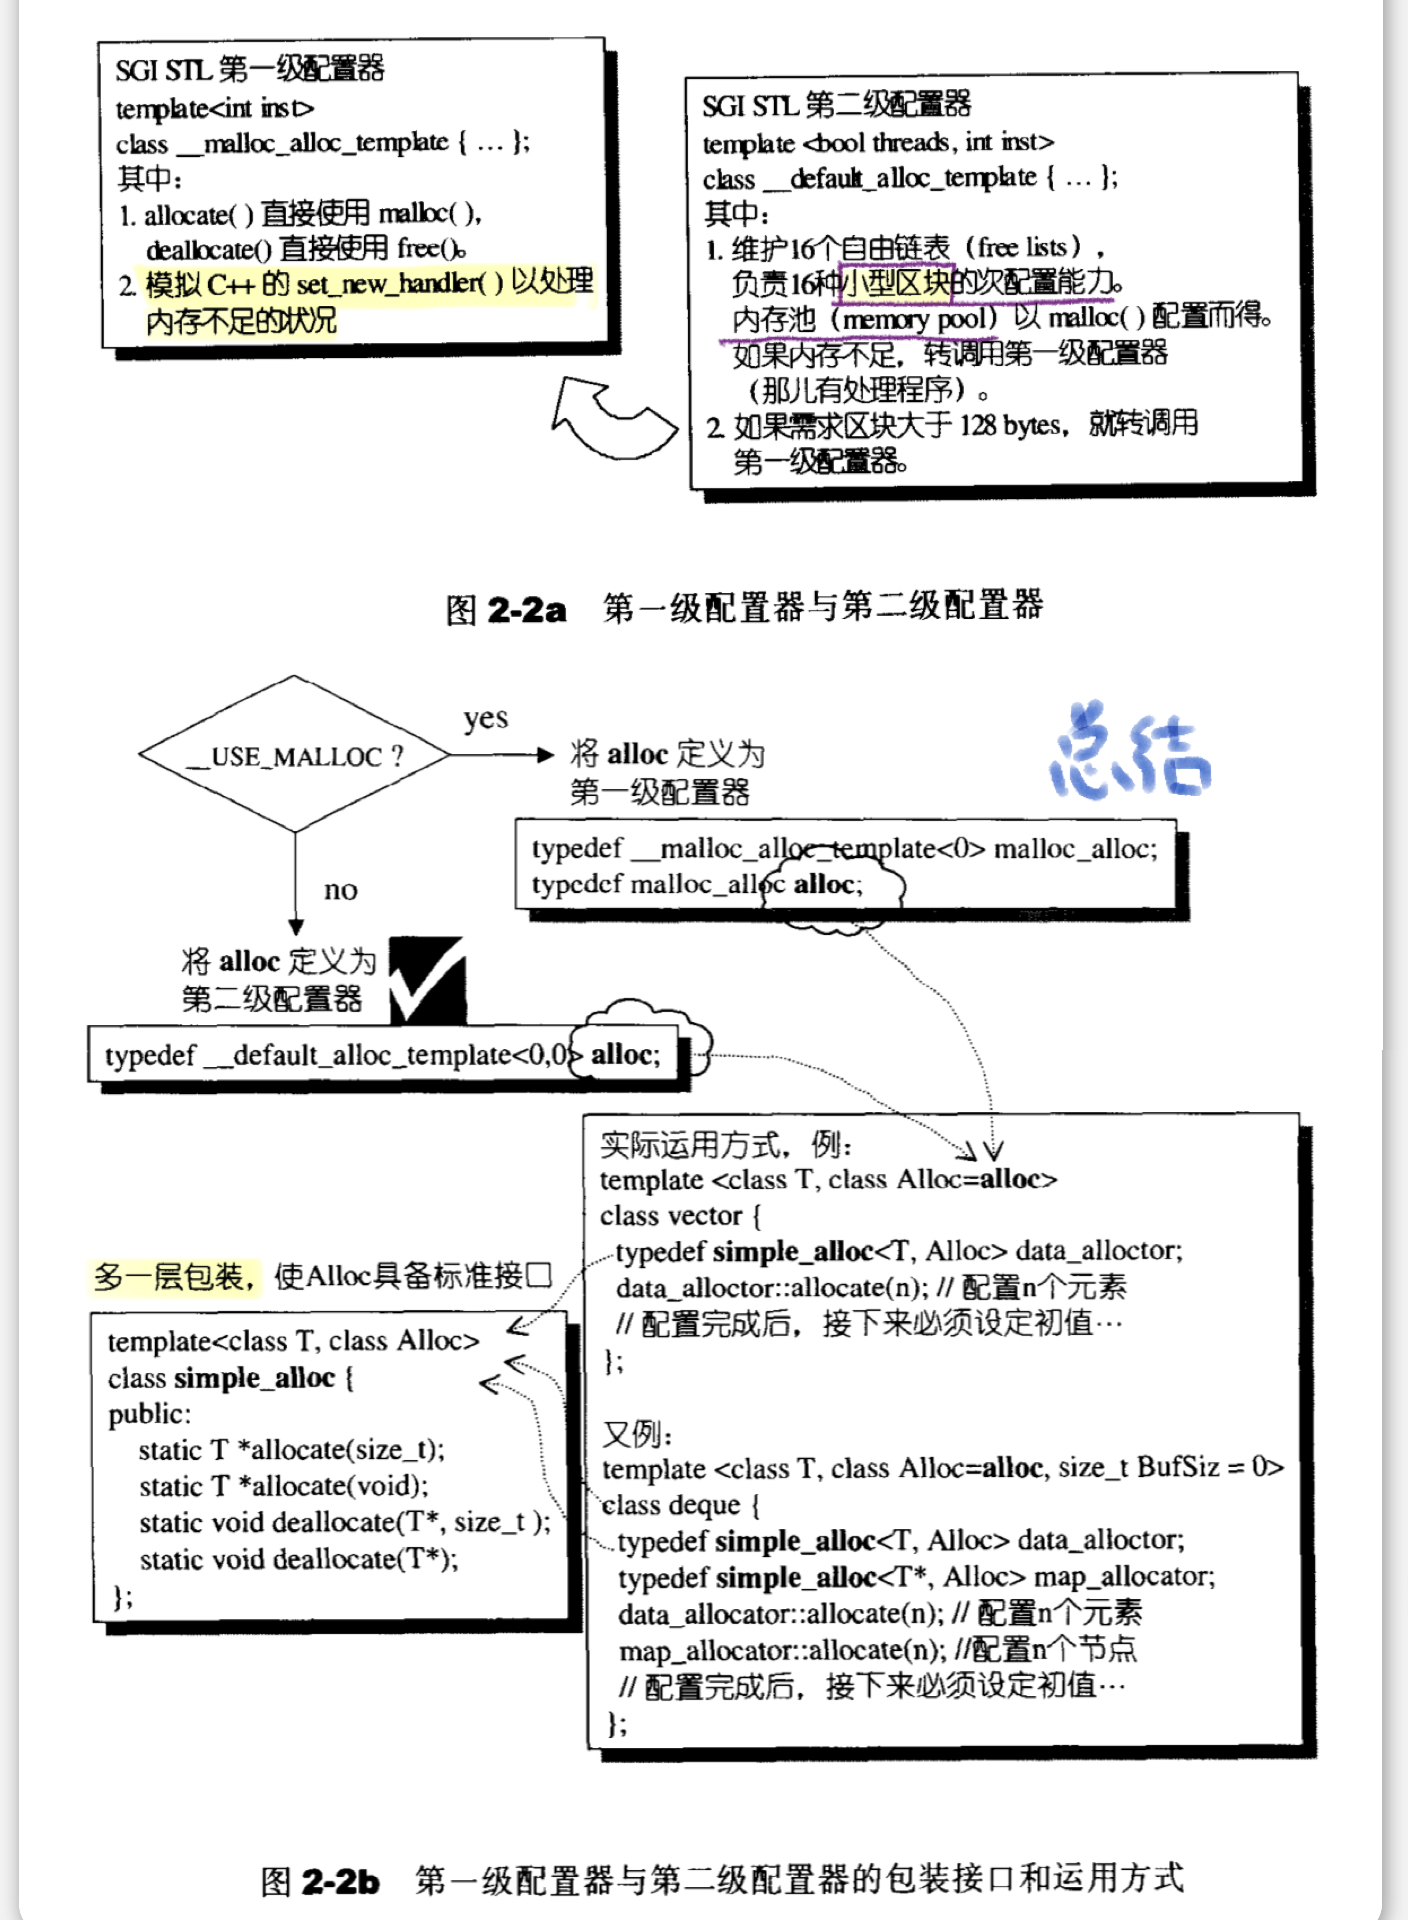 SGI STL 第一级配置器
template<int inst>
class __malloc_alloc_template { … };
其中：
1. allocate( ) 直接使用 malloc( ),
deallocate() 直接使用 free()。
2. 模拟 C++ 的 set_new_handler( ) 以处理
内存不足的状况
SGI STL 第二级配置器
template <bool threads, int inst>
class __default_alloc_template { … };
其中：
1. 维护16个自由链表（free lists），
负责16种小型区块的次配置能力。
内存池（memory pool）以 malloc( ) 配置而得。
如果内存不足，转调用第一级配置器
（那儿有处理程序）。
2. 如果需求区块大于 128 bytes，就转调用
第一级配置器。
图 2-2a 第一级配置器与第二级配置器
__USE_MALLOC ?
yes
将 alloc 定义为
第一级配置器
总结
typedef __malloc_alloc_template<0> malloc_alloc;
typedef malloc_alloc alloc;
no
将 alloc 定义为
第二级配置器
typedef __default_alloc_template<0,0> alloc;
实际运用方式，例：
template <class T, class Alloc=alloc>
class vector {
typedef simple_alloc<T, Alloc> data_alloctor;
data_alloctor::allocate(n); // 配置n个元素
// 配置完成后，接下来必须设定初值…
};
又例：
template <class T, class Alloc=alloc, size_t BufSiz = 0>
class deque {
typedef simple_alloc<T, Alloc> data_alloctor;
typedef simple_alloc<T*, Alloc> map_allocator;
data_allocator::allocate(n); // 配置n个元素
map_allocator::allocate(n); //配置n个节点
// 配置完成后，接下来必须设定初值…
};
多一层包装，使Alloc具备标准接口
template<class T, class Alloc>
class simple_alloc {
public:
static T *allocate(size_t);
static T *allocate(void);
static void deallocate(T*, size_t );
static void deallocate(T*);
};
图 2-2b 第一级配置器与第二级配置器的包装接口和运用方式